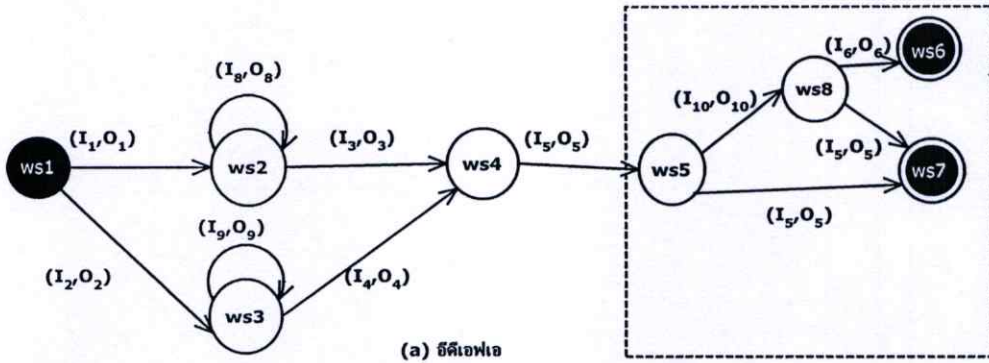 (I₆,O₆)
ws6
(I₈,O₈)
ws8
(I₁₀,O₁₀)
(I₁,O₁)
(I₃,O₃)
(I₅,O₅)
(I₅,O₅)
ws1
ws2
ws4
ws5
ws7
(I₉,O₉)
(I₅,O₅)
(I₂,O₂)
(I₄,O₄)
ws3
(a) อีดีเอฟเอ